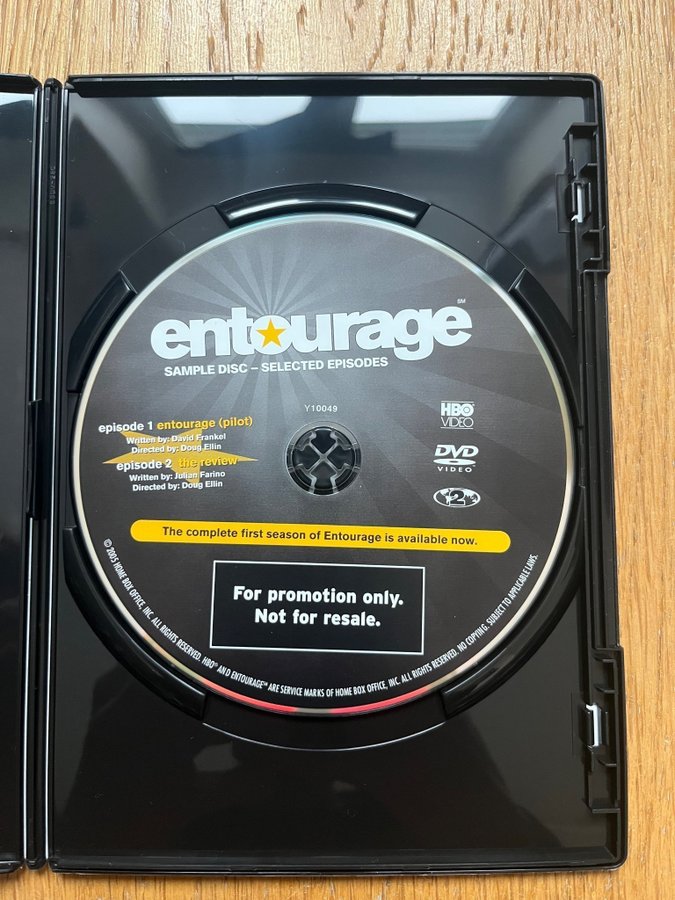 entourage℠
SAMPLE DISC – SELECTED EPISODES
Y10049
episode 1 entourage (pilot)
Written by: David Frankel
Directed by: Doug Ellin
episode 2 the review
Written by: Julian Farino
Directed by: Doug Ellin
HBO
VIDEO
DVD
VIDEO
2
The complete first season of Entourage is available now.
For promotion only.
Not for resale.
© 2005 HOME BOX OFFICE, INC. ALL RIGHTS RESERVED. HBO® AND ENTOURAGE℠ ARE SERVICE MARKS OF HOME BOX OFFICE, INC. ALL RIGHTS RESERVED. NO COPYING. SUBJECT TO APPLICABLE LAWS.